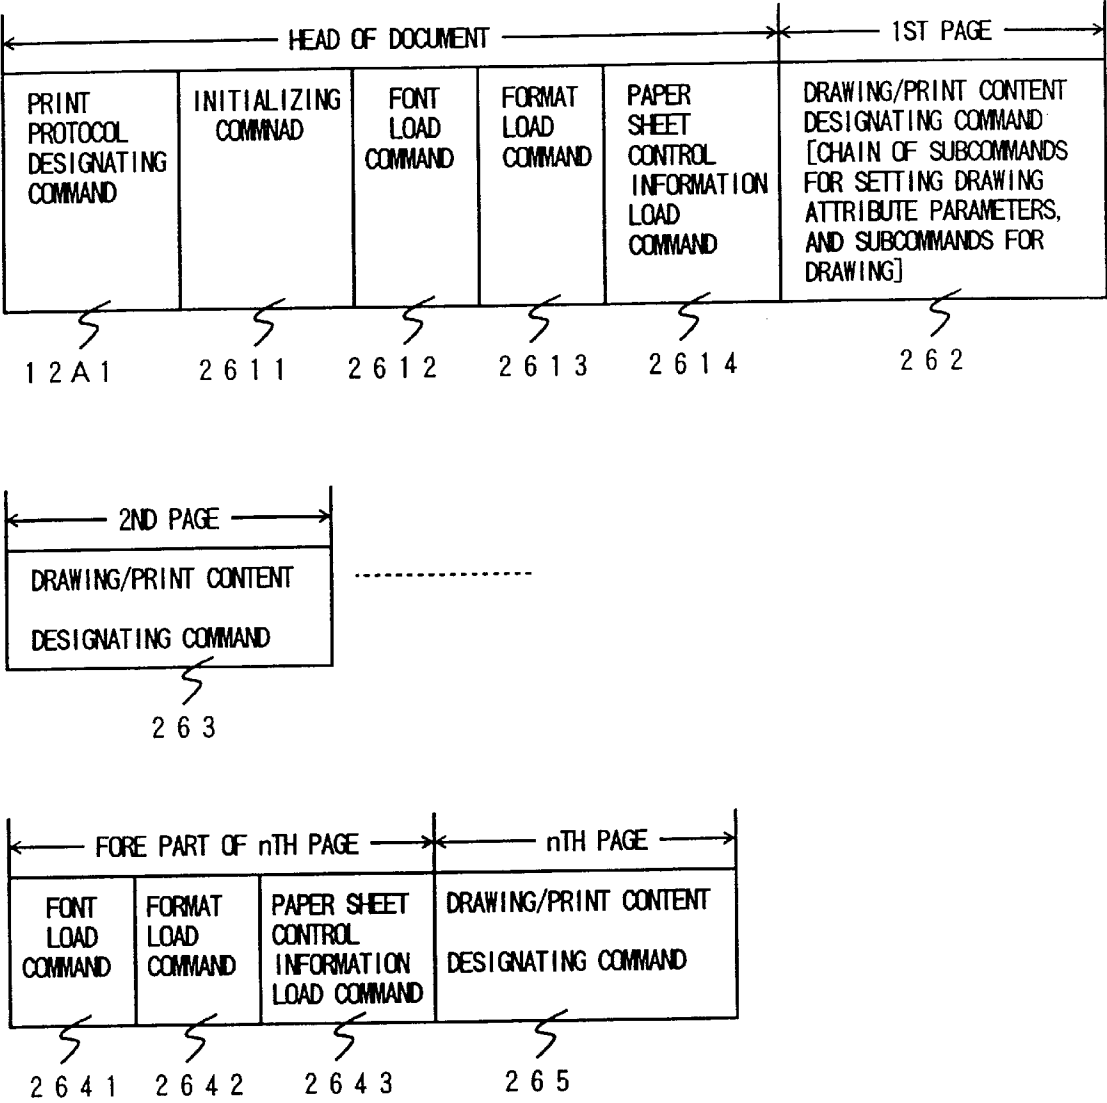 HEAD OF DOCUMENT
1ST PAGE
PRINT
PROTOCOL
DESIGNATING
COMMAND
INITIALIZING
COMMNAD
FONT
LOAD
COMMAND
FORMAT
LOAD
COMMAND
PAPER
SHEET
CONTROL
INFORMATION
LOAD
COMMAND
DRAWING/PRINT CONTENT
DESIGNATING COMMAND
[CHAIN OF SUBCOMMANDS
FOR SETTING DRAWING
ATTRIBUTE PARAMETERS,
AND SUBCOMMANDS FOR
DRAWING]
12A1
2611
2612
2613
2614
262
2ND PAGE
DRAWING/PRINT CONTENT
DESIGNATING COMMAND
263
FORE PART OF nTH PAGE
nTH PAGE
FONT
LOAD
COMMAND
FORMAT
LOAD
COMMAND
PAPER SHEET
CONTROL
INFORMATION
LOAD COMMAND
DRAWING/PRINT CONTENT
DESIGNATING COMMAND
2641
2642
2643
265